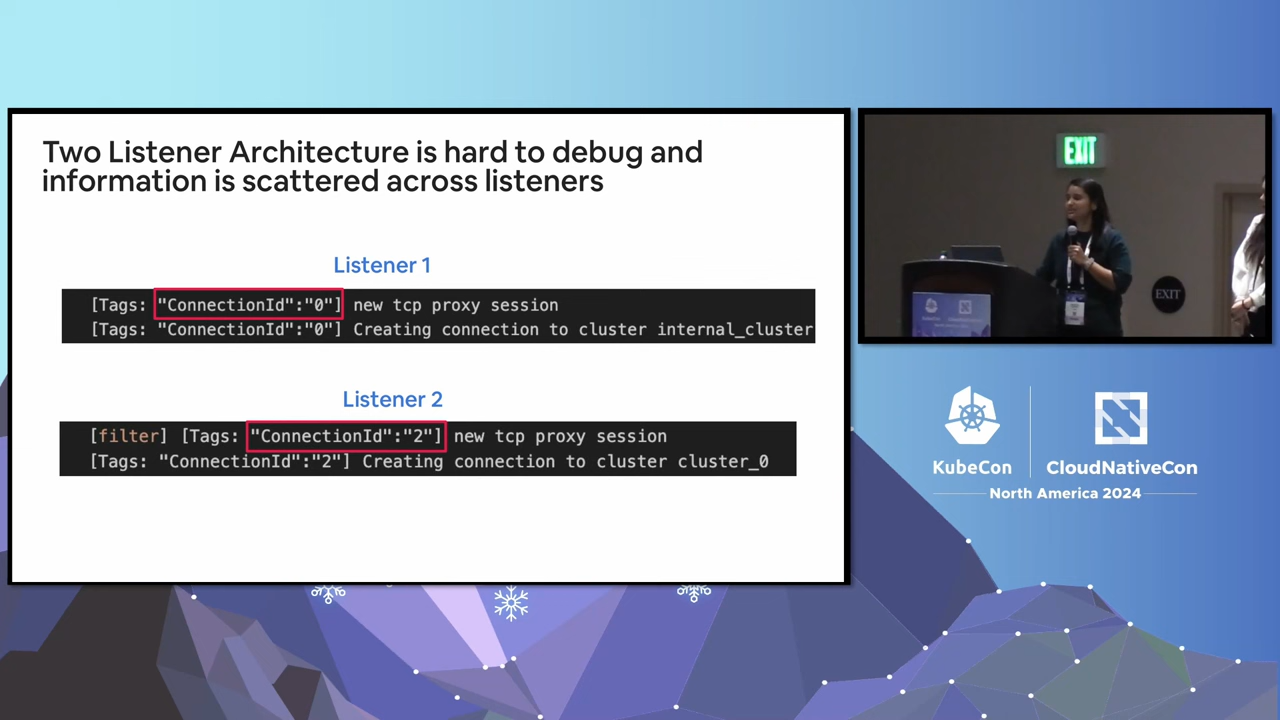 Two Listener Architecture is hard to debug and
information is scattered across listeners
Listener 1
[Tags: "ConnectionId":"0"] new tcp proxy session
[Tags: "ConnectionId":"0"] Creating connection to cluster internal_cluster
Listener 2
[filter] [Tags: "ConnectionId":"2"] new tcp proxy session
[Tags: "ConnectionId":"2"] Creating connection to cluster cluster_0
EXIT
EXIT
KubeCon
CloudNativeCon
North America 2024